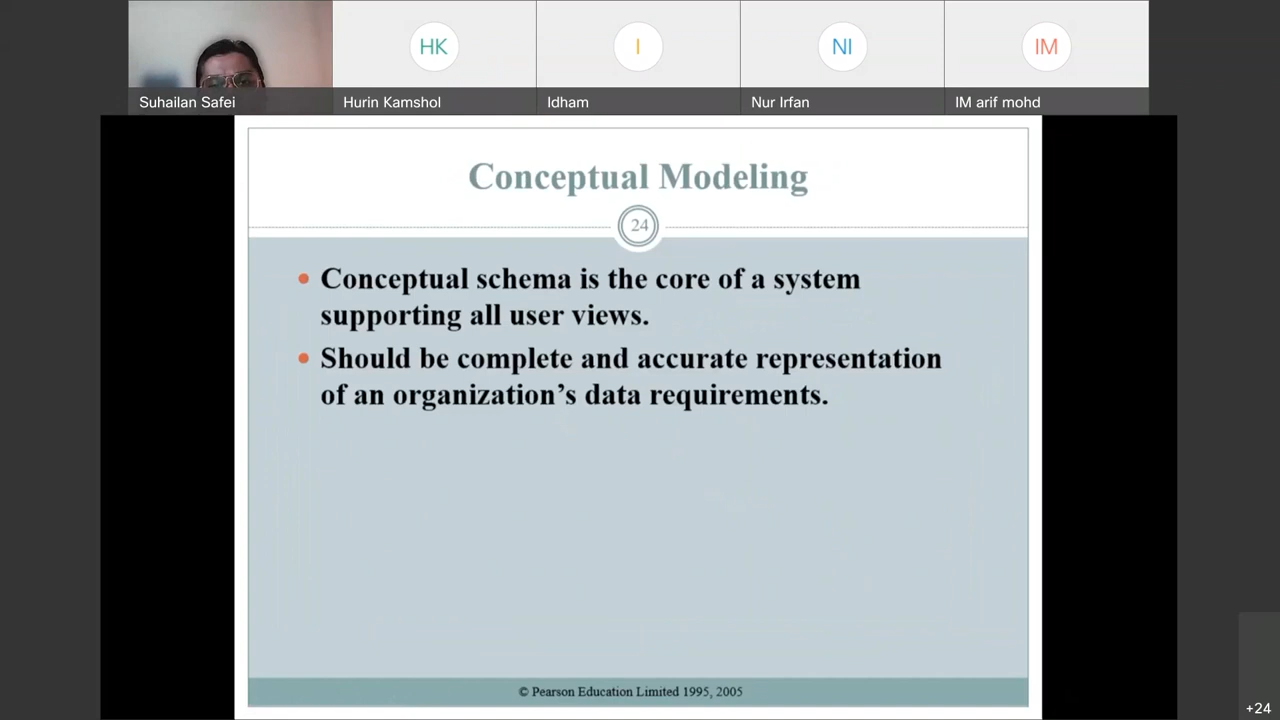 HK
I
NI
IM
Suhailan Safei
Hurin Kamshol
Idham
Nur Irfan
IM arif mohd
Conceptual Modeling
24
• Conceptual schema is the core of a system
supporting all user views.
• Should be complete and accurate representation
of an organization’s data requirements.
© Pearson Education Limited 1995, 2005
+24